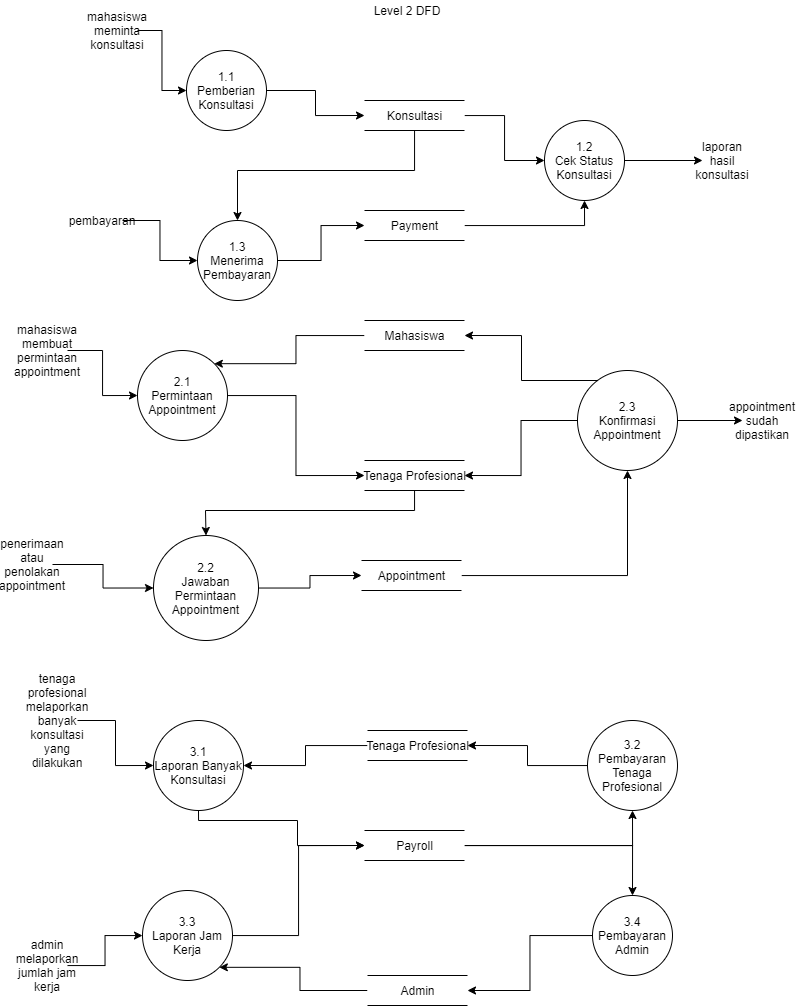 Level 2 DFD
mahasiswa
meminta
konsultasi
1.1
Pemberian
Konsultasi
Konsultasi
1.2
Cek Status
Konsultasi
laporan
hasil
konsultasi
pembayaran
1.3
Menerima
Pembayaran
Payment
mahasiswa
membuat
permintaan
appointment
2.1
Permintaan
Appointment
Mahasiswa
2.3
Konfirmasi
Appointment
appointment
sudah
dipastikan
Tenaga Profesional
penerimaan
atau
penolakan
appointment
2.2
Jawaban
Permintaan
Appointment
Appointment
tenaga
profesional
melaporkan
banyak
konsultasi
yang
dilakukan
3.1
Laporan Banyak
Konsultasi
Tenaga Profesional
3.2
Pembayaran
Tenaga
Profesional
Payroll
admin
melaporkan
jumlah jam
kerja
3.3
Laporan Jam
Kerja
Admin
3.4
Pembayaran
Admin